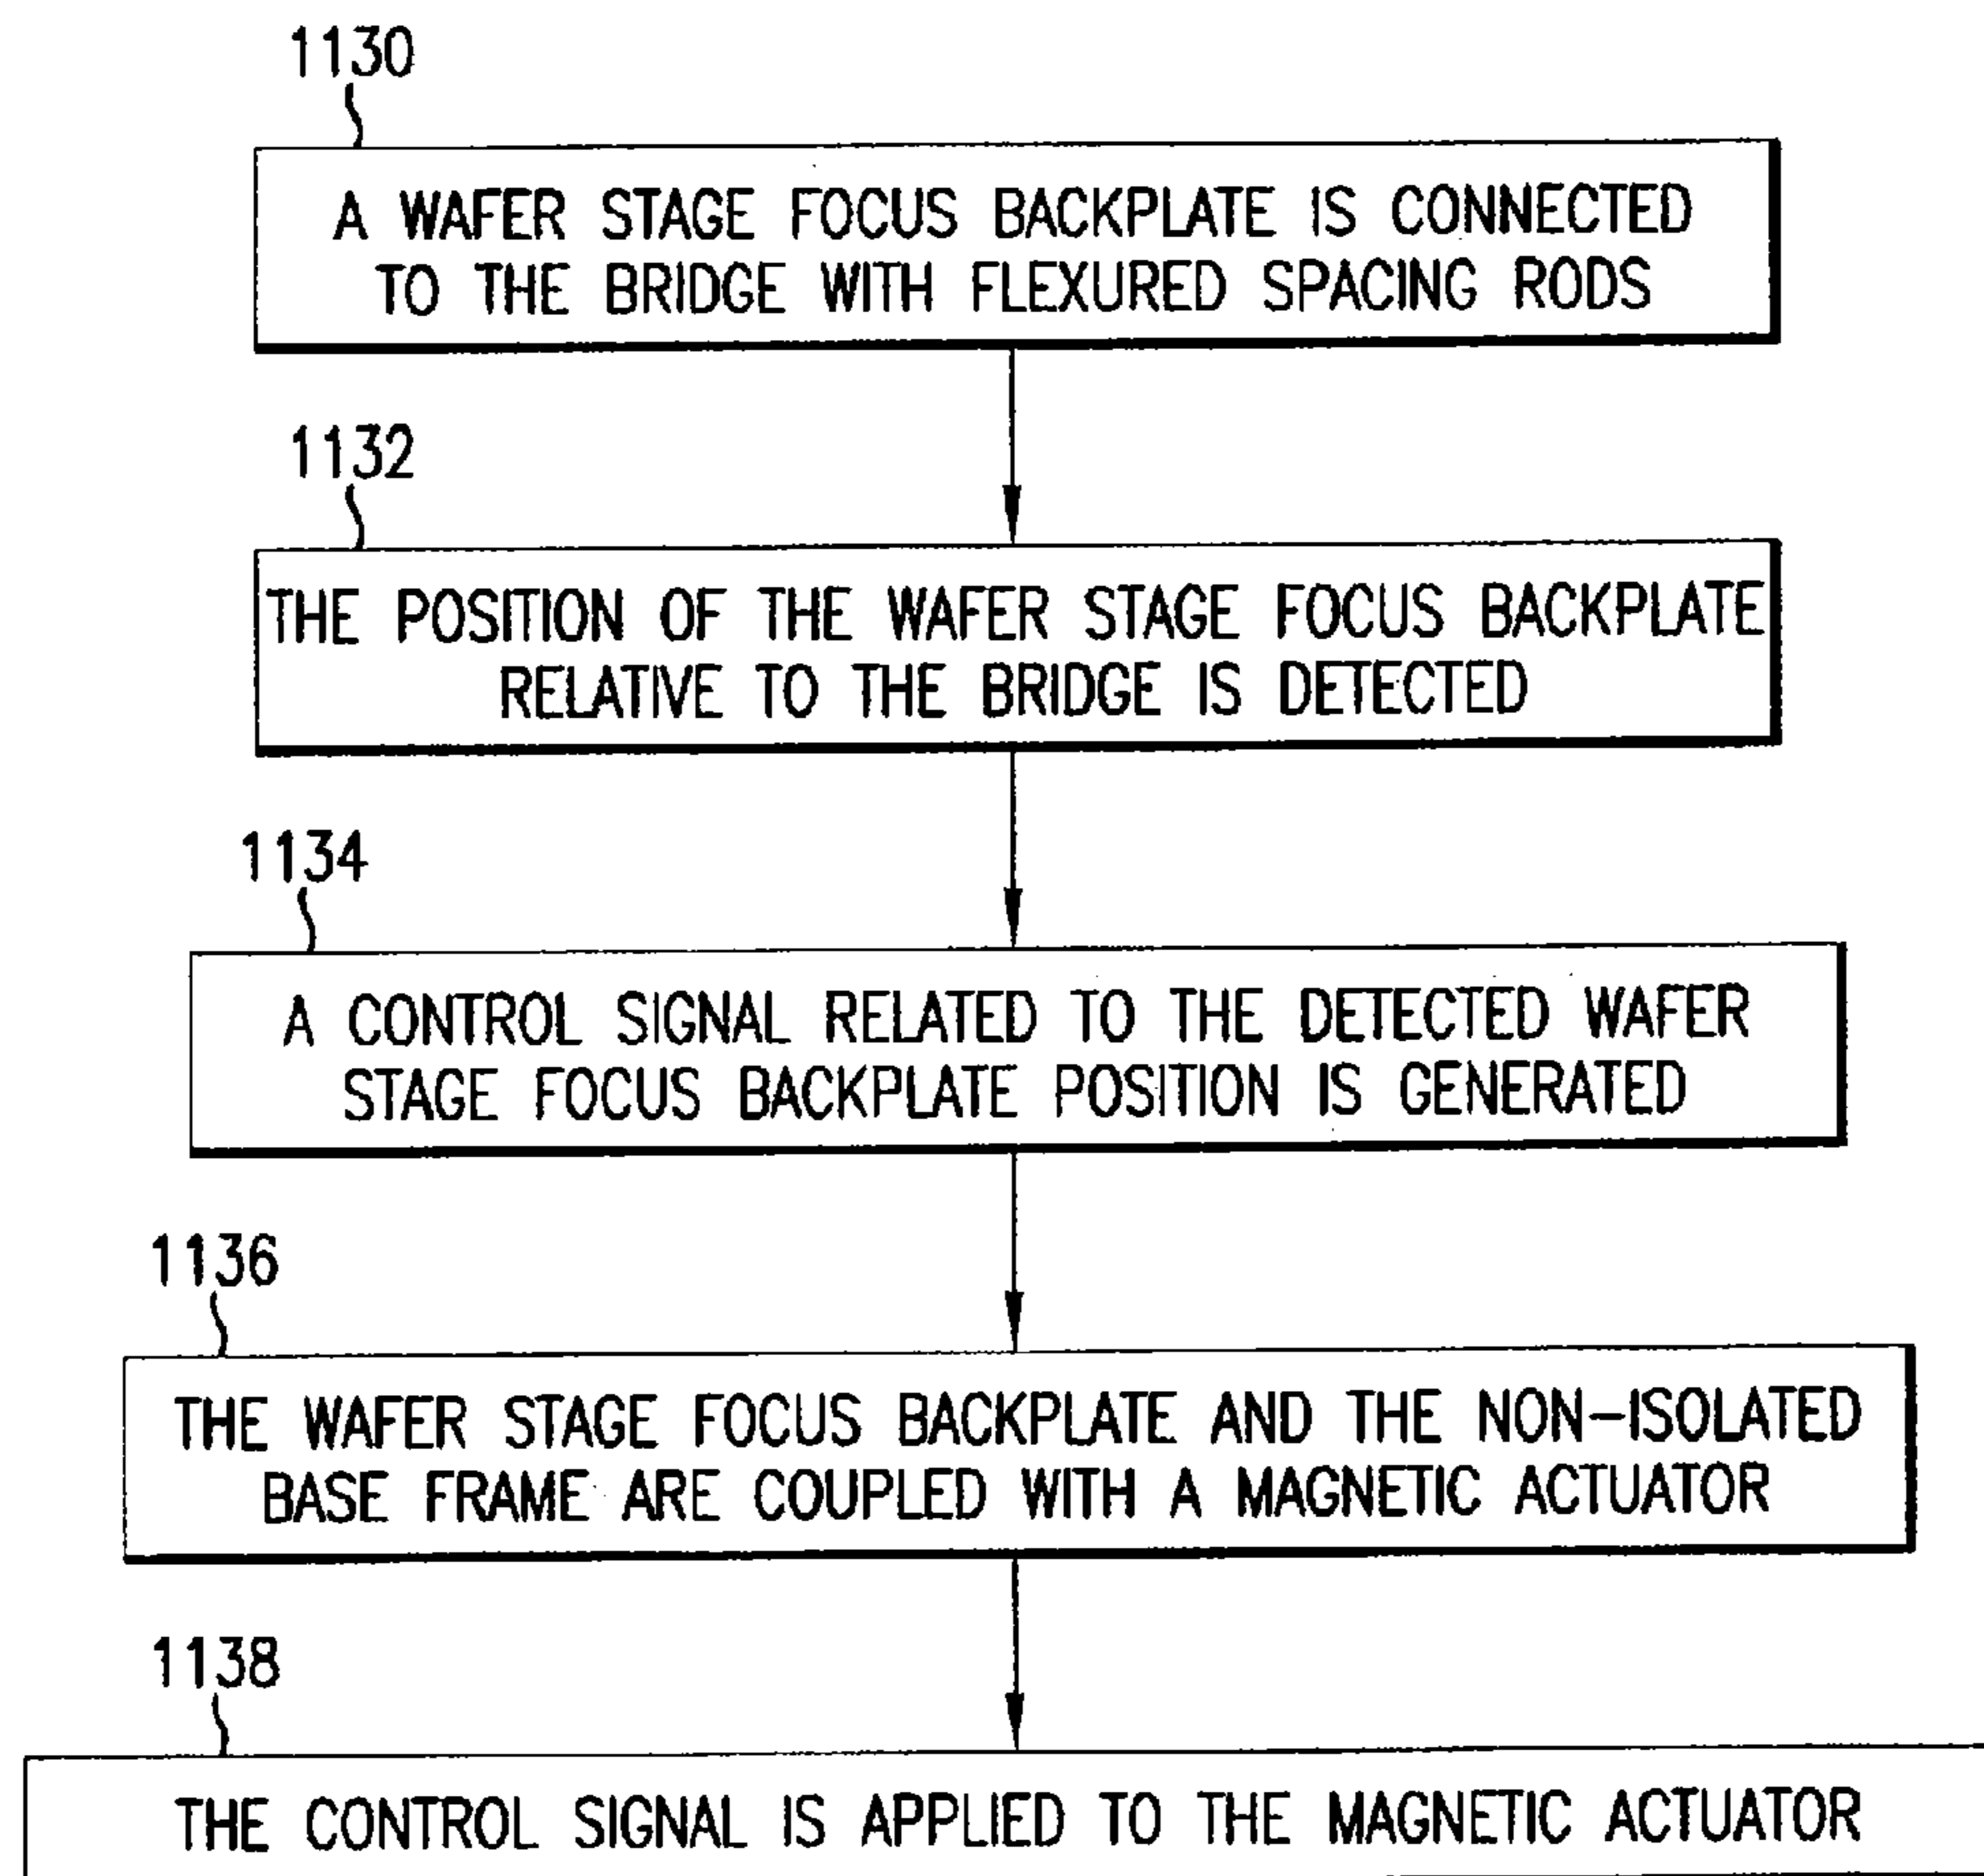 1130
A WAFER STAGE FOCUS BACKPLATE IS CONNECTED
TO THE BRIDGE WITH FLEXURED SPACING RODS
1132
THE POSITION OF THE WAFER STAGE FOCUS BACKPLATE
RELATIVE TO THE BRIDGE IS DETECTED
1134
A CONTROL SIGNAL RELATED TO THE DETECTED WAFER
STAGE FOCUS BACKPLATE POSITION IS GENERATED
1136
THE WAFER STAGE FOCUS BACKPLATE AND THE NON-ISOLATED
BASE FRAME ARE COUPLED WITH A MAGNETIC ACTUATOR
1138
THE CONTROL SIGNAL IS APPLIED TO THE MAGNETIC ACTUATOR